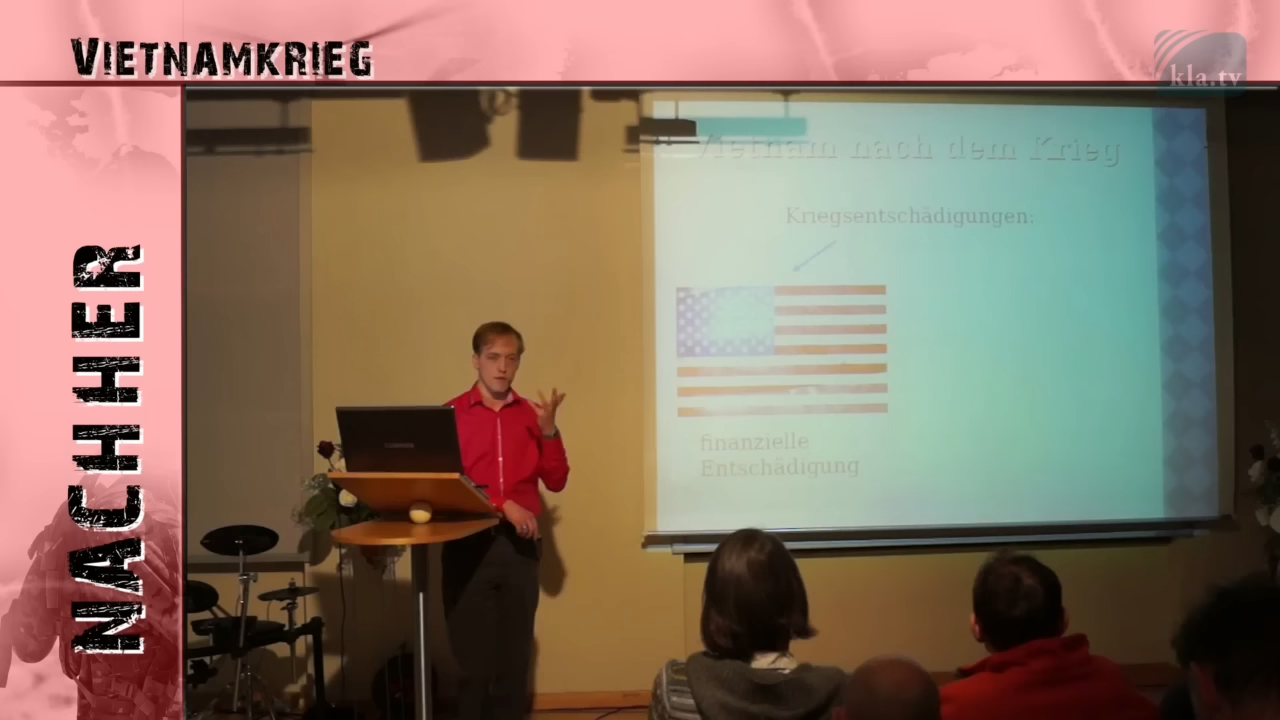 VIETNAMKRIEG
kla.tv
NACHHER
Vietnam nach dem Krieg
Kriegsentschädigungen:
finanzielle
Entschädigung